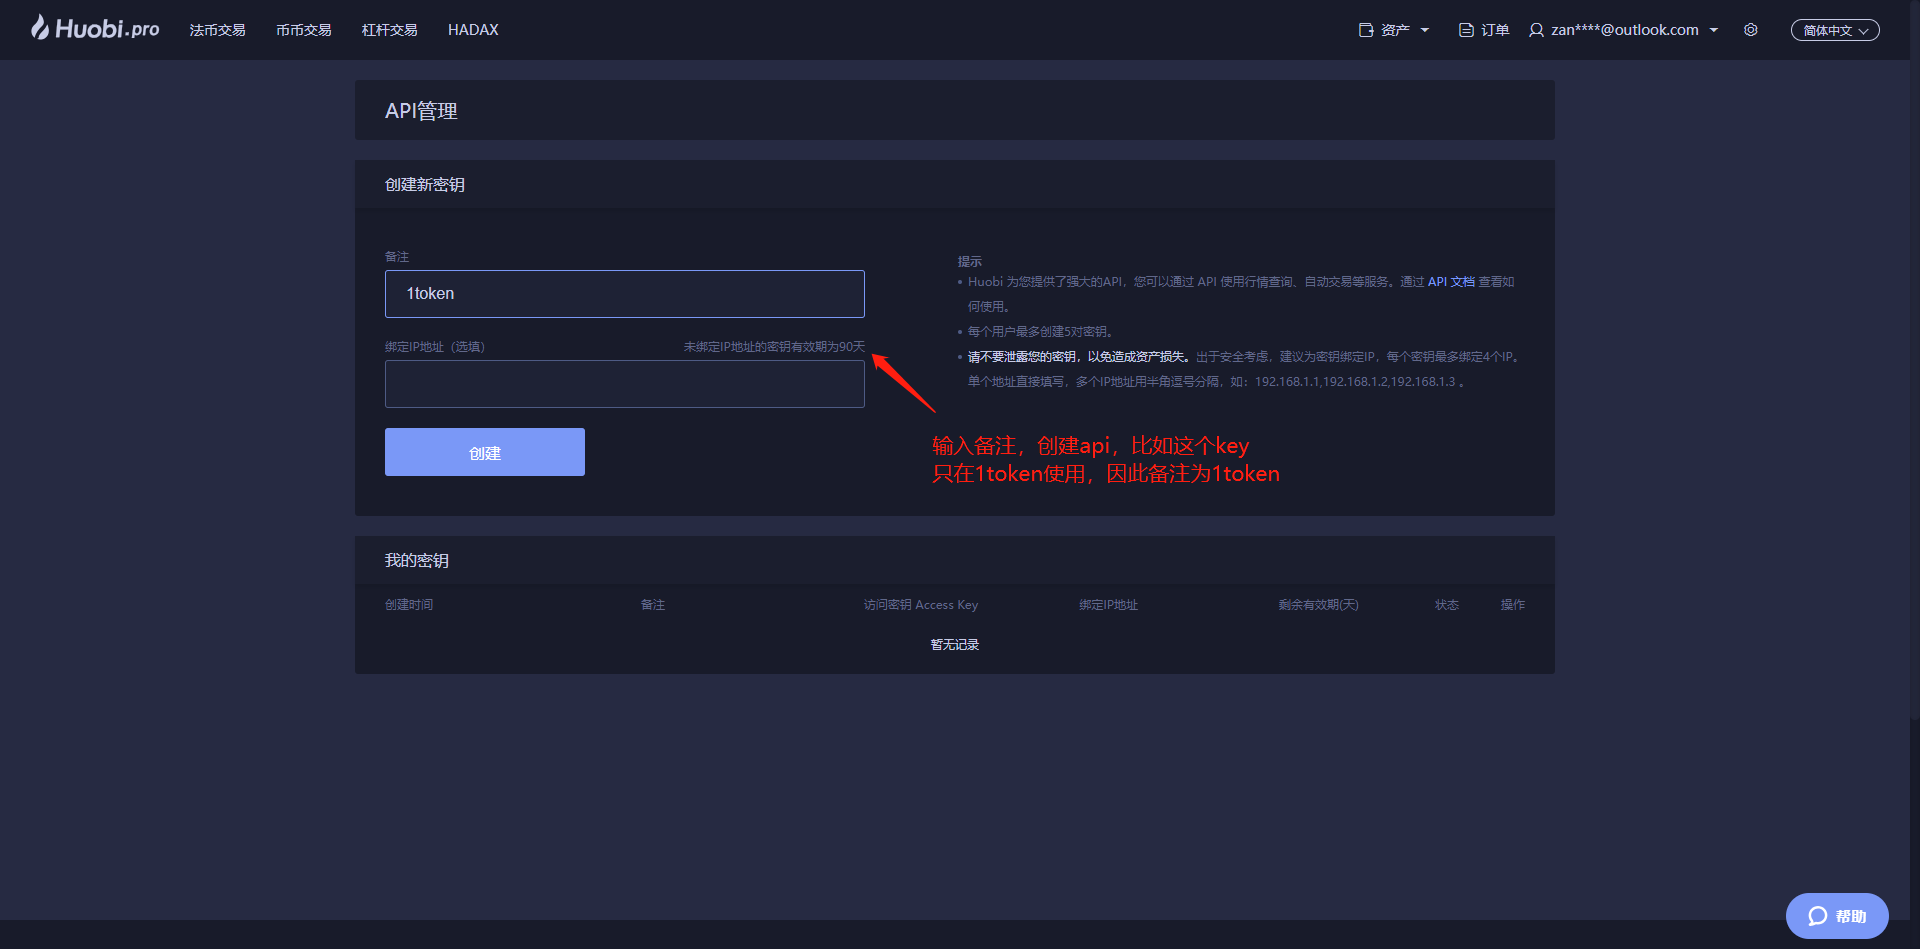 Huobi.pro 法币交易 币币交易 杠杆交易 HADAX 资产 订单 zan****@outlook.com 简体中文
API管理
创建新密钥
备注
1token
绑定IP地址（选填） 未绑定IP地址的密钥有效期为90天
创建
提示
Huobi 为您提供了强大的API，您可以通过 API 使用行情查询、自动交易等服务。通过 API 文档 查看如
何使用。
每个用户最多创建5对密钥。
请不要泄露您的密钥，以免造成资产损失。出于安全考虑，建议为密钥绑定IP，每个密钥最多绑定4个IP。
单个地址直接填写，多个IP地址用半角逗号分隔，如：192.168.1.1,192.168.1.2,192.168.1.3 。
输入备注，创建api，比如这个key
只在1token使用，因此备注为1token
我的密钥
创建时间 备注 访问密钥 Access Key 绑定IP地址 剩余有效期(天) 状态 操作
暂无记录
帮助